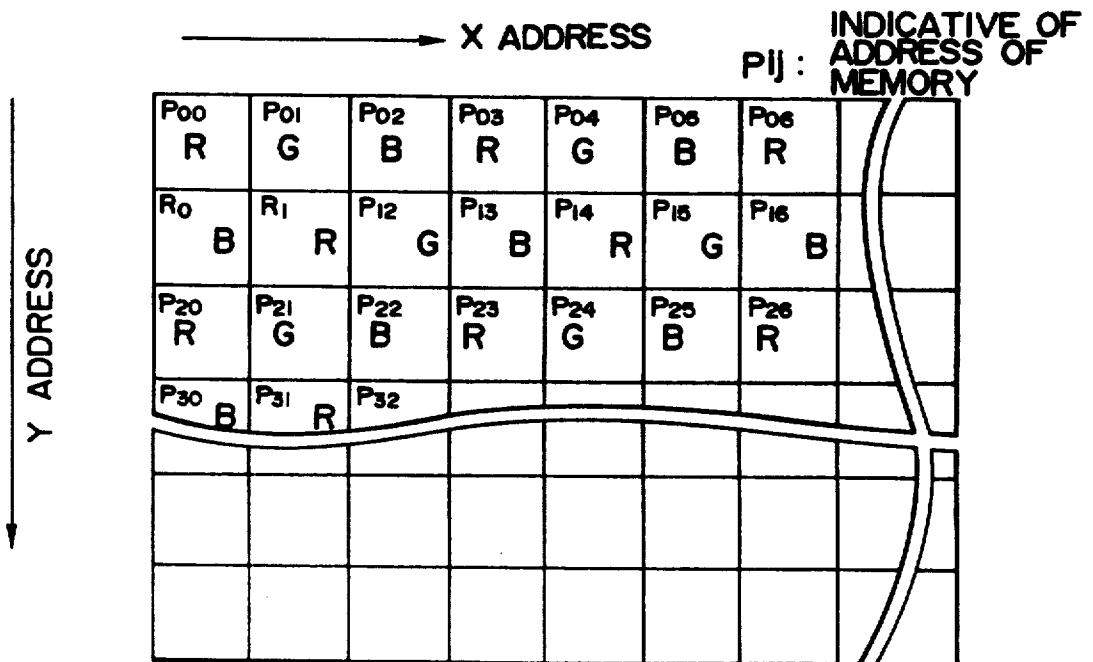 X ADDRESS
Pij : INDICATIVE OF
ADDRESS OF
MEMORY
Y ADDRESS
P00 P01 P02 P03 P04 P05 P06
R G B R G B R
R0 R1 P12 P13 P14 P15 P16
B R G B R G B
P20 P21 P22 P23 P24 P25 P26
R G B R G B R
P30 P31 P32
B R